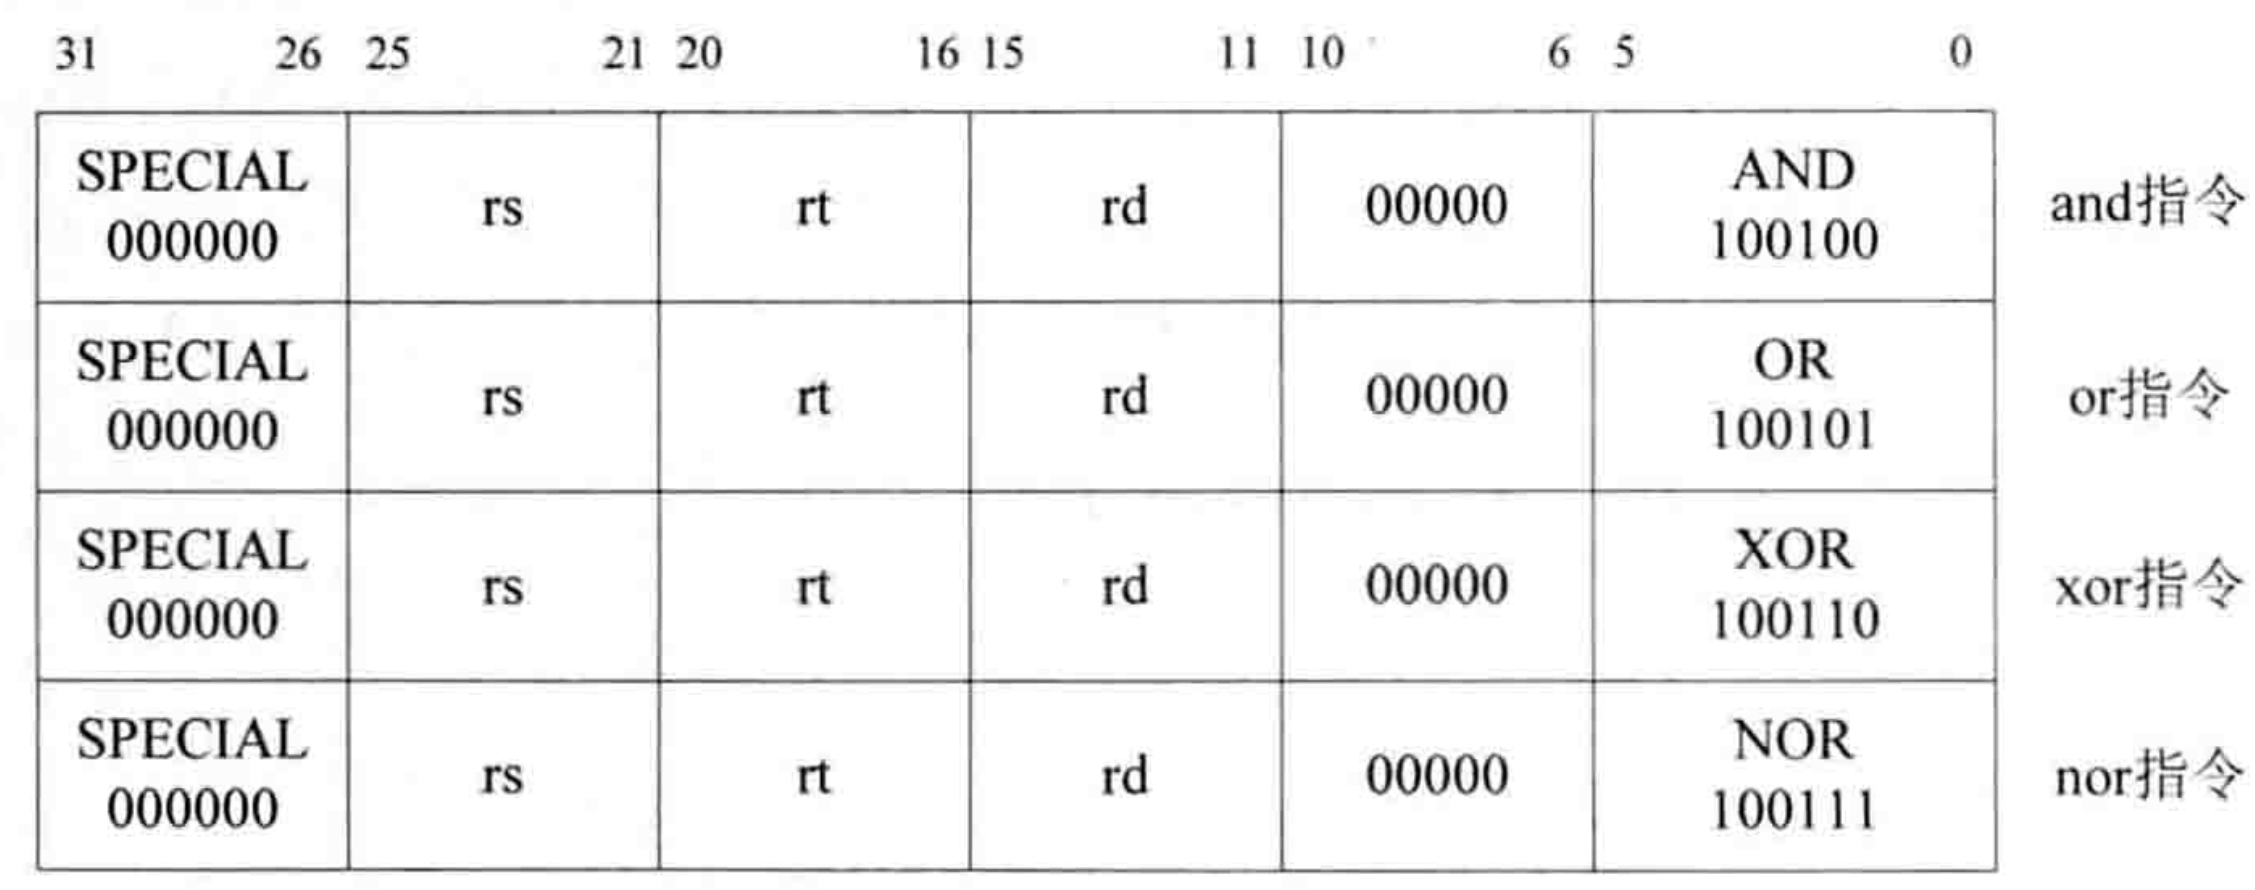 31 26 25 21 20 16 15 11 10 6 5 0
SPECIAL 000000 rs rt rd 00000 AND 100100 and指令
SPECIAL 000000 rs rt rd 00000 OR 100101 or指令
SPECIAL 000000 rs rt rd 00000 XOR 100110 xor指令
SPECIAL 000000 rs rt rd 00000 NOR 100111 nor指令